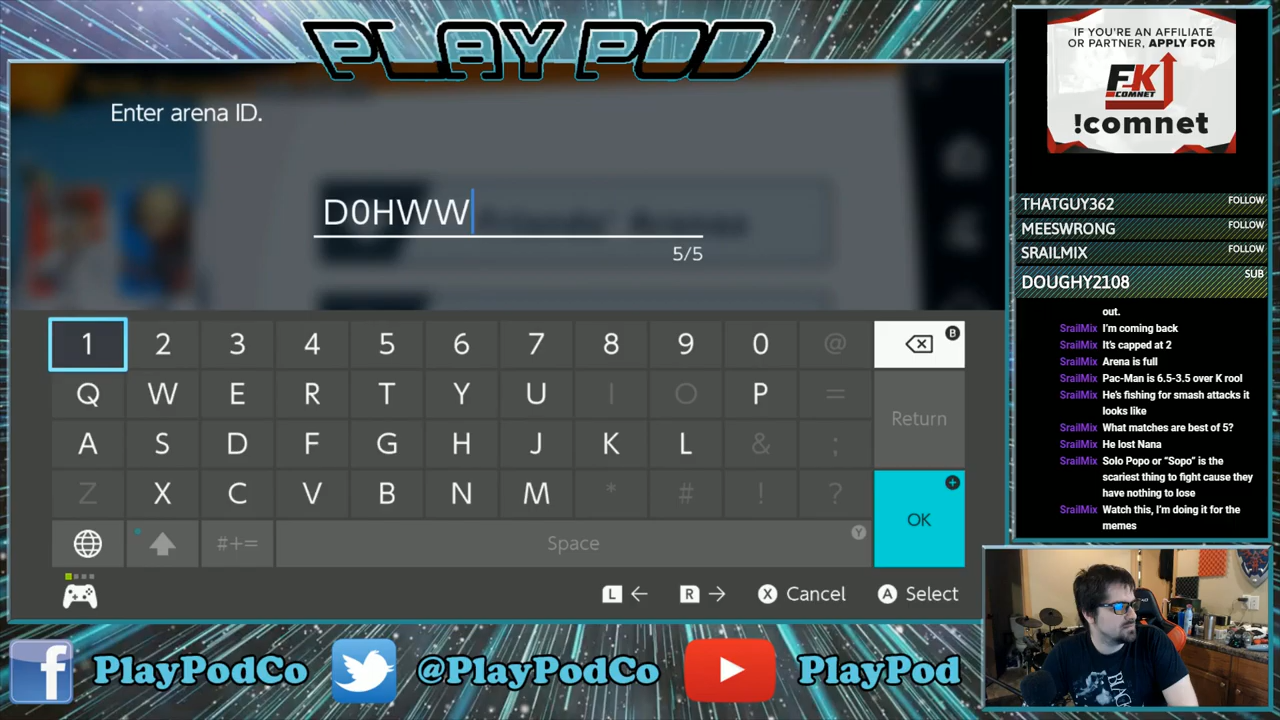 PLAY POD
Enter arena ID.
D0HWW
5/5
1 2 3 4 5 6 7 8 9 0 @
B
Q W E R T Y U I O P =
Return
A S D F G H J K L & ;
Z X C V B N M * # ! ?
+
OK
#+=
Space
Y
L ← R → X Cancel A Select
PlayPodCo
@PlayPodCo
PlayPod
IF YOU'RE AN AFFILIATE
OR PARTNER, APPLY FOR
COMNET
!comnet
THATGUY362 FOLLOW
MEESWRONG FOLLOW
SRAILMIX FOLLOW
DOUGHY2108 SUB
out.
SrailMix I'm coming back
SrailMix It's capped at 2
SrailMix Arena is full
SrailMix Pac-Man is 6.5-3.5 over K rool
SrailMix He's fishing for smash attacks it
looks like
SrailMix What matches are best of 5?
SrailMix He lost Nana
SrailMix Solo Popo or “Sopo” is the
scariest thing to fight cause they
have nothing to lose
SrailMix Watch this, I'm doing it for the
memes